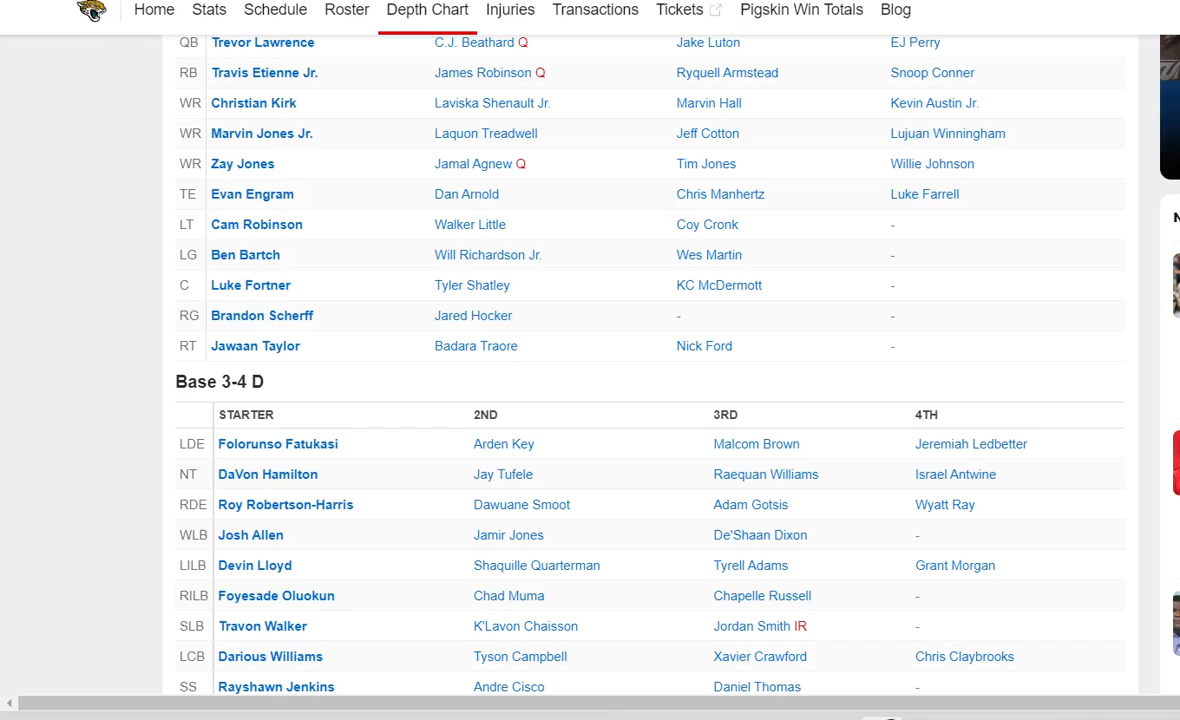 Home Stats Schedule Roster Depth Chart Injuries Transactions Tickets Pigskin Win Totals Blog
QB Trevor Lawrence C.J. Beathard Q Jake Luton EJ Perry
RB Travis Etienne Jr. James Robinson Q Ryquell Armstead Snoop Conner
WR Christian Kirk Laviska Shenault Jr. Marvin Hall Kevin Austin Jr.
WR Marvin Jones Jr. Laquon Treadwell Jeff Cotton Lujuan Winningham
WR Zay Jones Jamal Agnew Q Tim Jones Willie Johnson
TE Evan Engram Dan Arnold Chris Manhertz Luke Farrell
LT Cam Robinson Walker Little Coy Cronk -
LG Ben Bartch Will Richardson Jr. Wes Martin -
C Luke Fortner Tyler Shatley KC McDermott -
RG Brandon Scherff Jared Hocker - -
RT Jawaan Taylor Badara Traore Nick Ford -
Base 3-4 D
STARTER 2ND 3RD 4TH
LDE Folorunso Fatukasi Arden Key Malcom Brown Jeremiah Ledbetter
NT DaVon Hamilton Jay Tufele Raequan Williams Israel Antwine
RDE Roy Robertson-Harris Dawuane Smoot Adam Gotsis Wyatt Ray
WLB Josh Allen Jamir Jones De'Shaan Dixon -
LILB Devin Lloyd Shaquille Quarterman Tyrell Adams Grant Morgan
RILB Foyesade Oluokun Chad Muma Chapelle Russell -
SLB Travon Walker K'Lavon Chaisson Jordan Smith IR -
LCB Darious Williams Tyson Campbell Xavier Crawford Chris Claybrooks
SS Rayshawn Jenkins Andre Cisco Daniel Thomas -